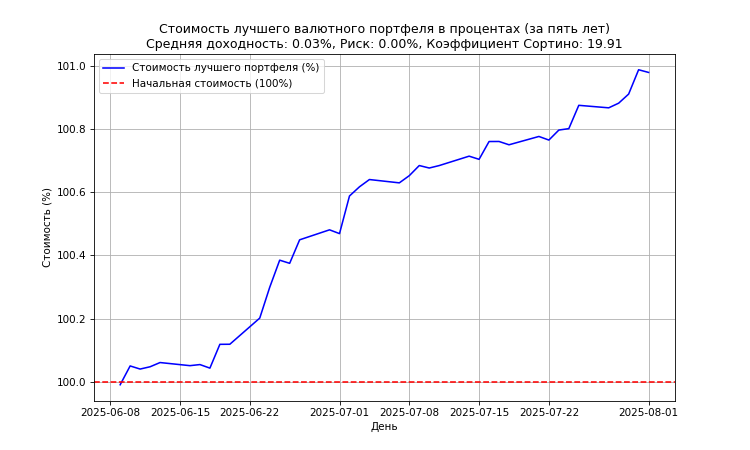 Стоимость лучшего валютного портфеля в процентах (за пять лет)
Средняя доходность: 0.03%, Риск: 0.00%, Коэффициент Сортино: 19.91
Стоимость лучшего портфеля (%)
Начальная стоимость (100%)
Стоимость (%)
101.0
100.8
100.6
100.4
100.2
100.0
2025-06-08
2025-06-15
2025-06-22
2025-07-01
2025-07-08
2025-07-15
2025-07-22
2025-08-01
День